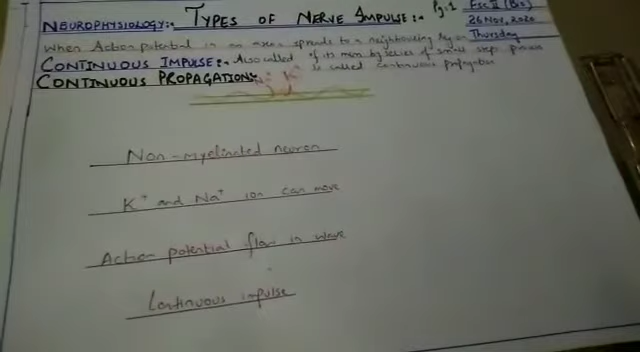 NEUROPHYSIOLOGY:- TYPES OF NERVE IMPULSE:- Pg:1 Fsc II (Bio)
26 Nov, 2020
Thursday
When Action potential in an axon spreads to a neighbouring region
CONTINUOUS IMPULSE:- Also called of its mem by series of small steps process
CONTINUOUS PROPAGATION:- is called continuous propagation
Non-myelinated neuron
K+ and Na+ ion can move
Action potential flow in wave
Continuous impulse